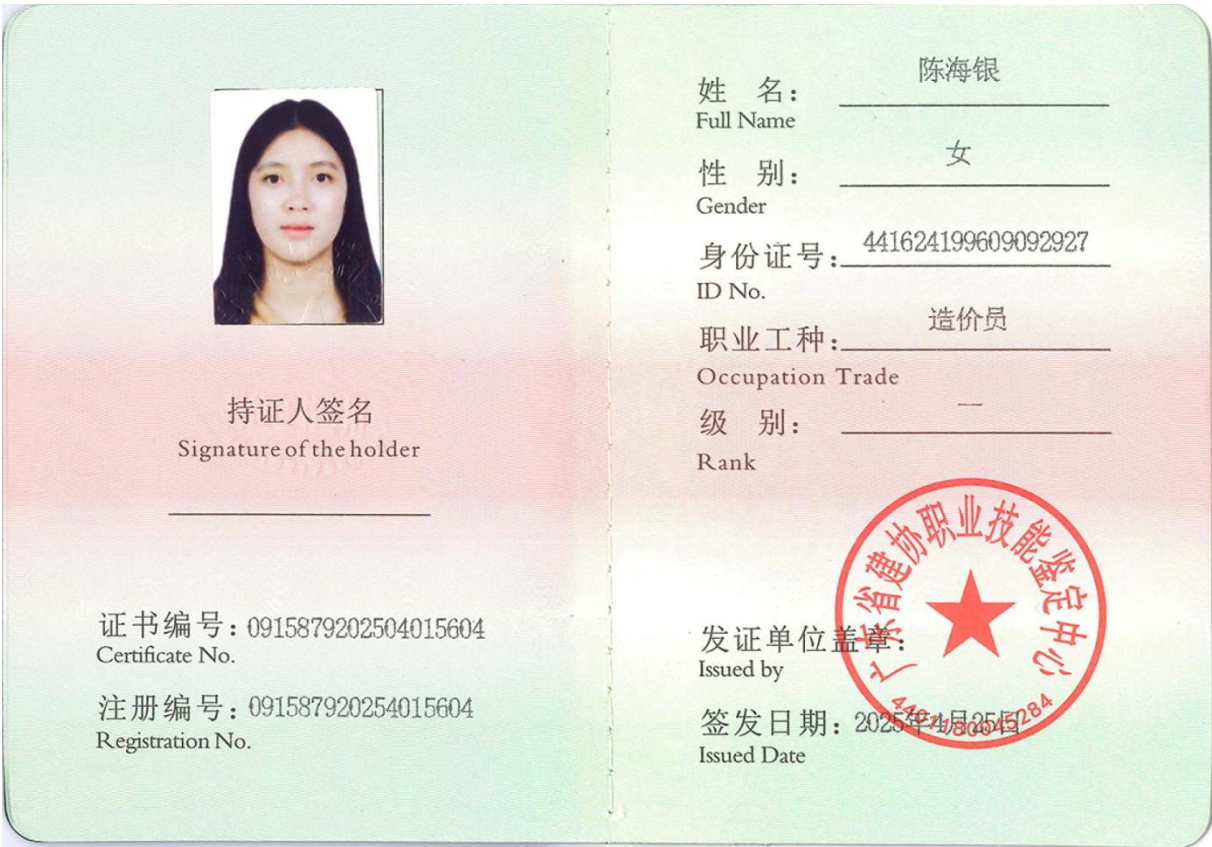 持证人签名
Signature of the holder
证书编号：0915879202504015604
Certificate No.
注册编号：091587920254015604
Registration No.
姓 名： 陈海银
Full Name
性 别： 女
Gender
身份证号：441624199609092927
ID No.
职业工种：造价员
Occupation Trade
级 别： 一
Rank
发证单位盖章：
Issued by
签发日期：2025年4月25日
Issued Date
广东省建协职业技能鉴定中心
4401180045284